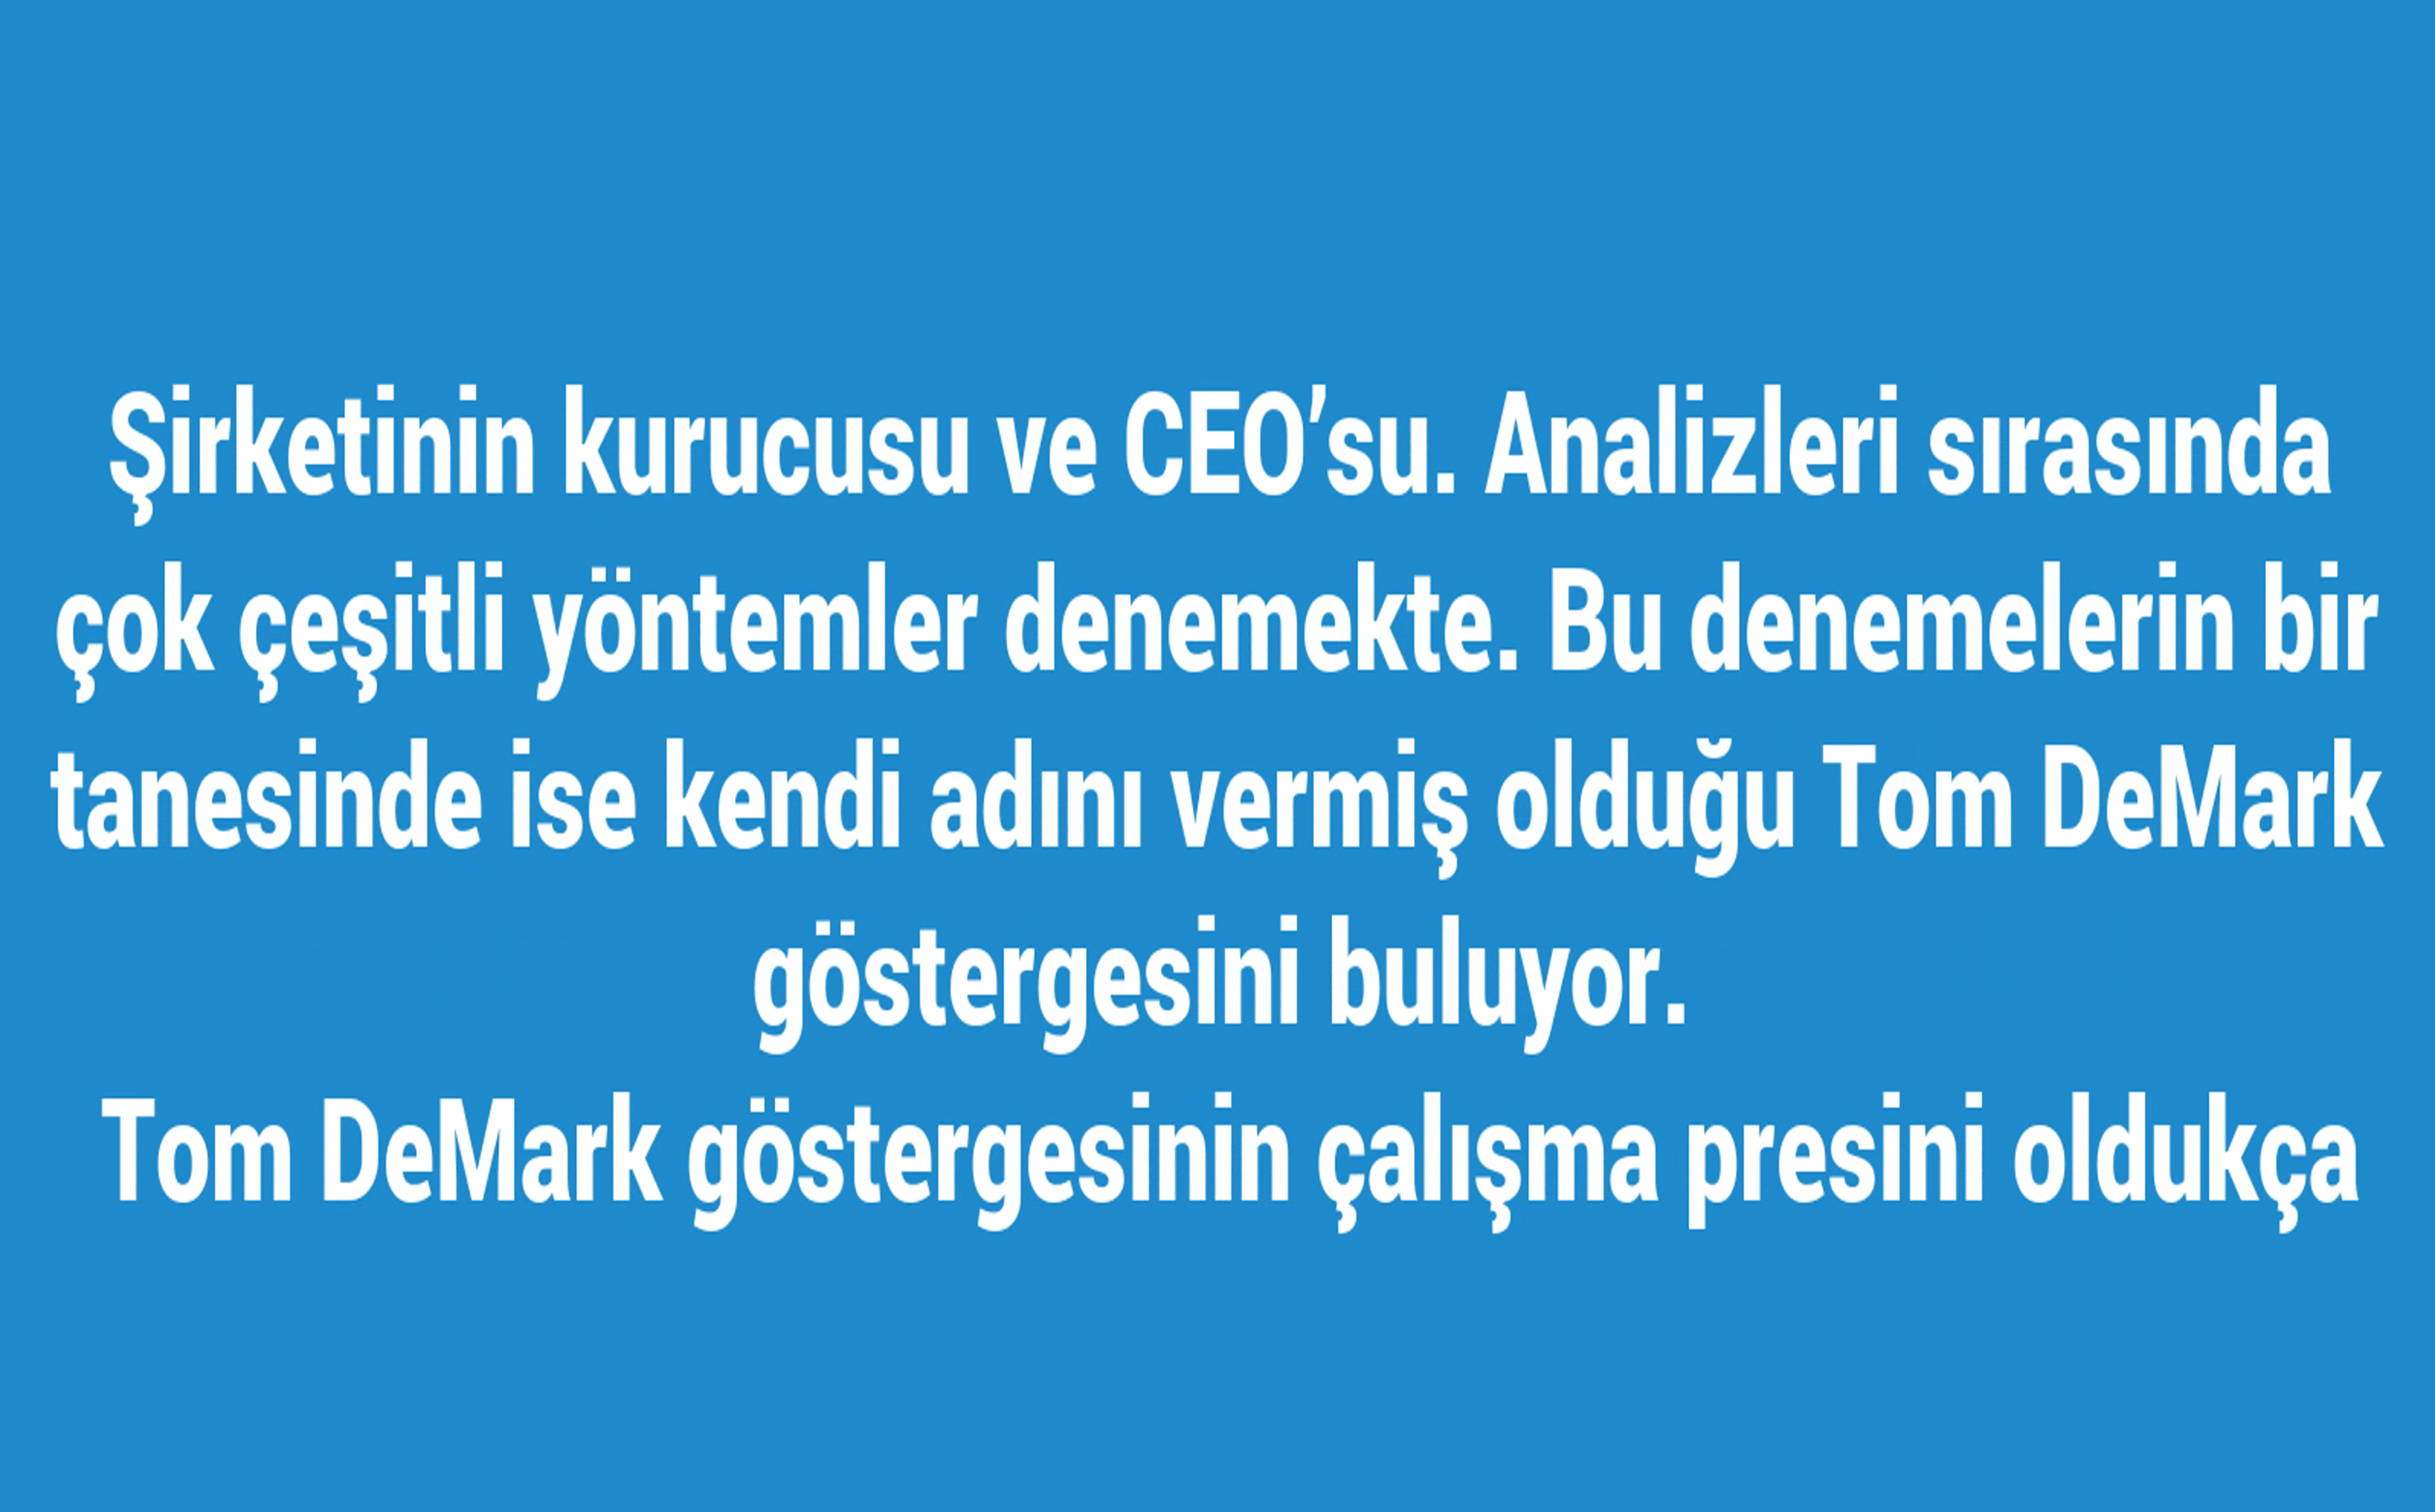 Şirketinin kurucusu ve CEO’su. Analizleri sırasında
çok çeşitli yöntemler denemekte. Bu denemelerin bir
tanesinde ise kendi adını vermiş olduğu Tom DeMark
göstergesini buluyor.
Tom DeMark göstergesinin çalışma presini oldukça